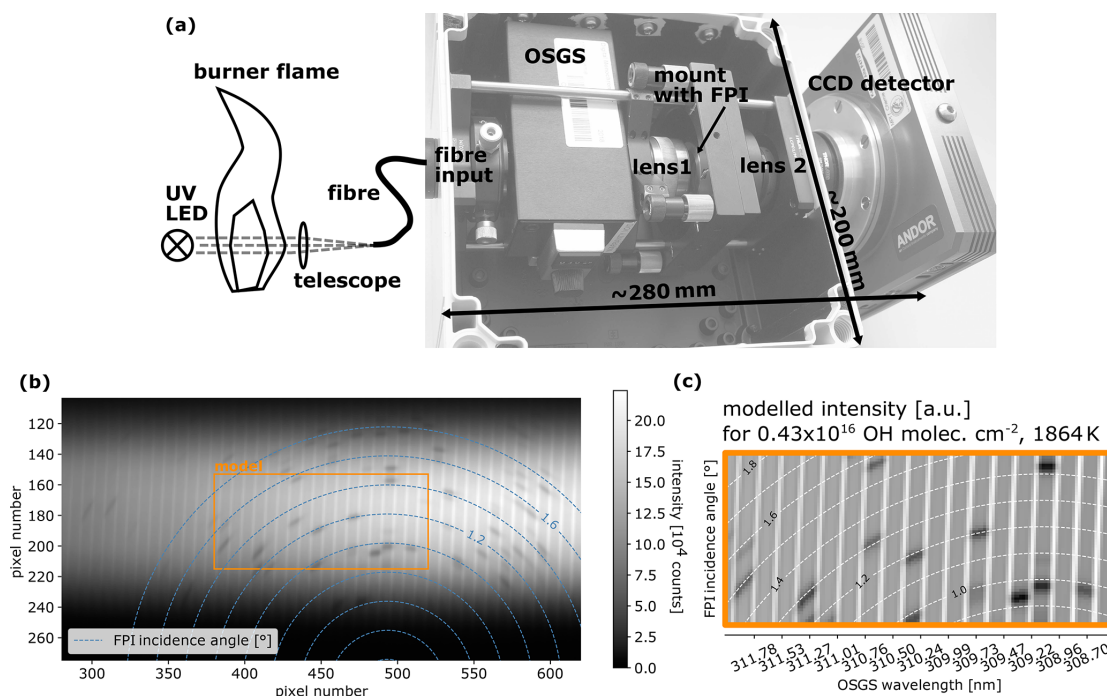 (a)
burner flame
UV
LED
fibre
telescope
OSGS
mount
with FPI
CCD detector
fibre
input
lens1
lens 2
ANDOR
~280 mm
~200 mm
(b)
model
1.6
1.2
120
140
160
180
200
220
240
260
pixel number
FPI incidence angle [°]
300
350
400
450
500
550
600
pixel number
20.0
17.5
15.0
12.5
10.0
7.5
5.0
2.5
0.0
intensity [10⁴ counts]
(c)
modelled intensity [a.u.]
for 0.43x10¹⁶ OH molec. cm⁻², 1864 K
FPI incidence angle [°]
1.8
1.6
1.4
1.2
1.0
311.78
311.53
311.27
311.01
310.76
310.50
310.24
309.99
309.73
309.47
309.22
308.96
308.70
OSGS wavelength [nm]